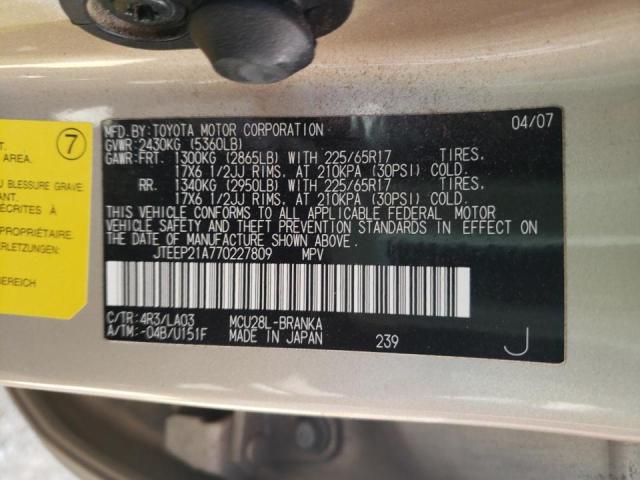 7
T.
AREA.
U BLESSURE GRAVE.
ANT.
ÉCRITES À
PROPRIÉTAIRE.
ERLETZUNGEN.
BEREICH
MFD. BY: TOYOTA MOTOR CORPORATION 04/07
GVWR: 2430KG (5360LB)
GAWR: FRT. 1300KG (2865LB) WITH 225/65R17 TIRES,
17X6 1/2JJ RIMS, AT 210KPA (30PSI) COLD.
RR. 1340KG (2950LB) WITH 225/65R17 TIRES,
17X6 1/2JJ RIMS, AT 210KPA (30PSI) COLD.
THIS VEHICLE CONFORMS TO ALL APPLICABLE FEDERAL MOTOR
VEHICLE SAFETY AND THEFT PREVENTION STANDARDS IN EFFECT ON
THE DATE OF MANUFACTURE SHOWN ABOVE.
JTEEP21A770227809 MPV
C/TR: 4R3/LA03 MCU28L-BRANKA
A/TM: -04B/U151F MADE IN JAPAN 239 J